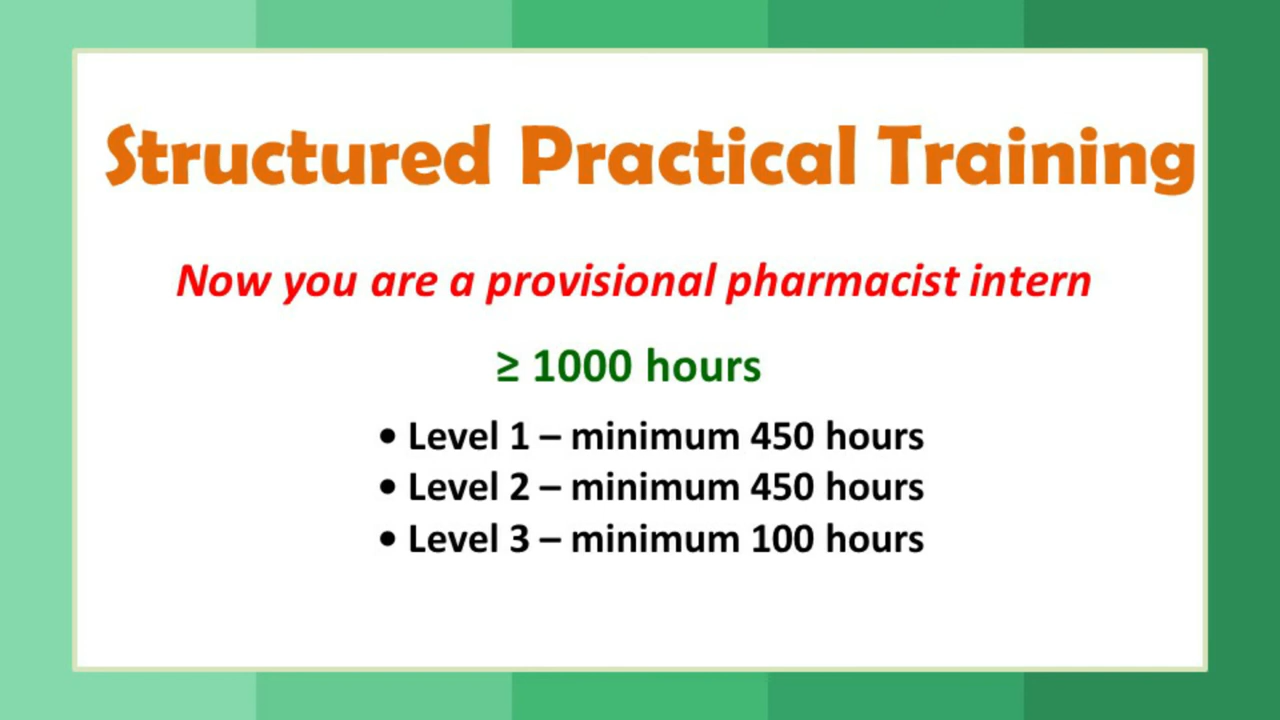 Structured Practical Training
Now you are a provisional pharmacist intern
≥ 1000 hours
• Level 1 – minimum 450 hours
• Level 2 – minimum 450 hours
• Level 3 – minimum 100 hours